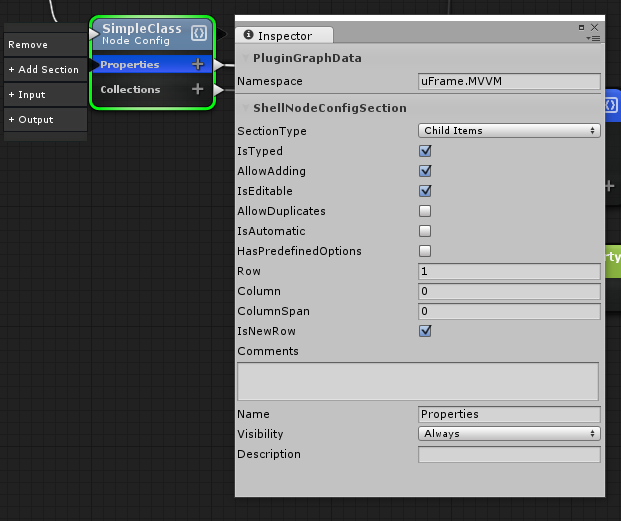 SimpleClass
Node Config
Remove
Properties
+ Add Section
Collections
+ Input
+ Output
Inspector
PluginGraphData
Namespace uFrame.MVVM
ShellNodeConfigSection
SectionType Child Items
IsTyped
AllowAdding
IsEditable
AllowDuplicates
IsAutomatic
HasPredefinedOptions
Row 1
Column 0
ColumnSpan 0
IsNewRow
Comments
Name Properties
Visibility Always
Description
rty